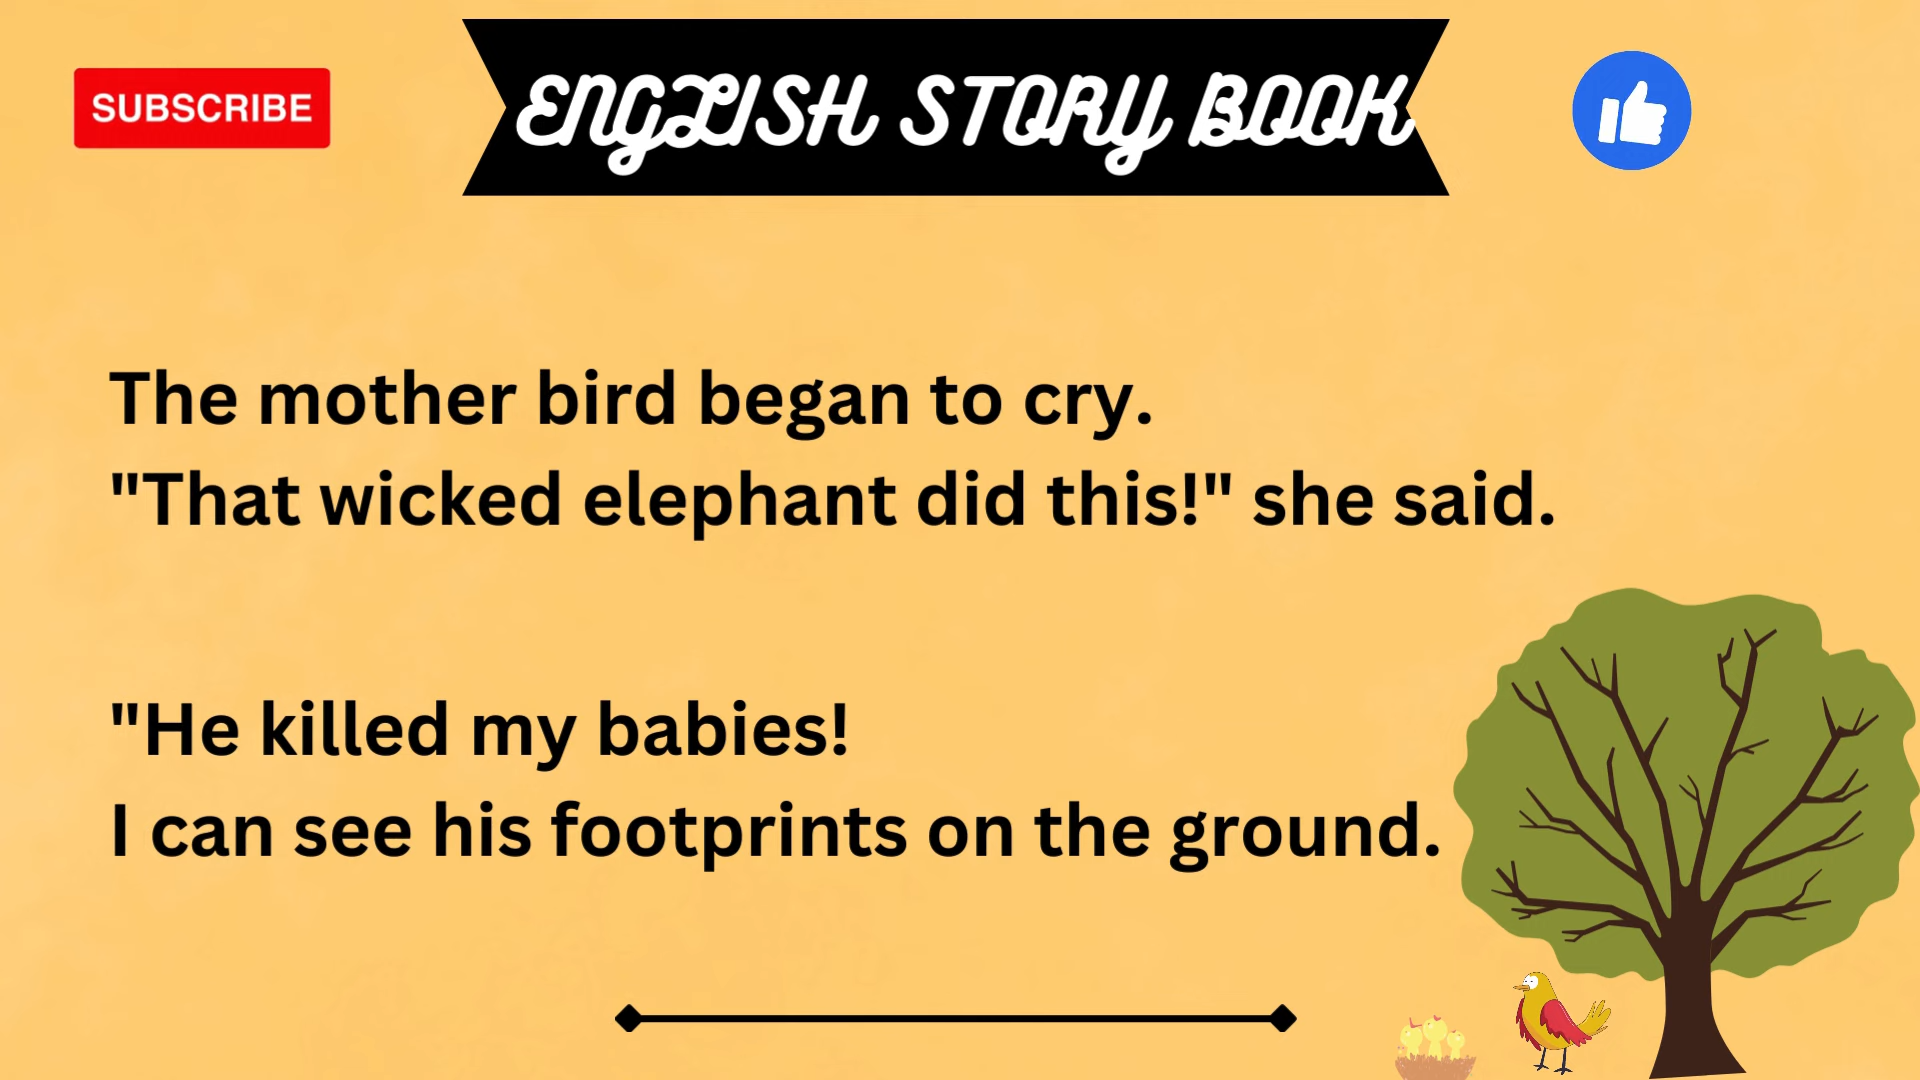 SUBSCRIBE
ENGLISH STORY BOOK
The mother bird began to cry.
"That wicked elephant did this!" she said.
"He killed my babies!
I can see his footprints on the ground.